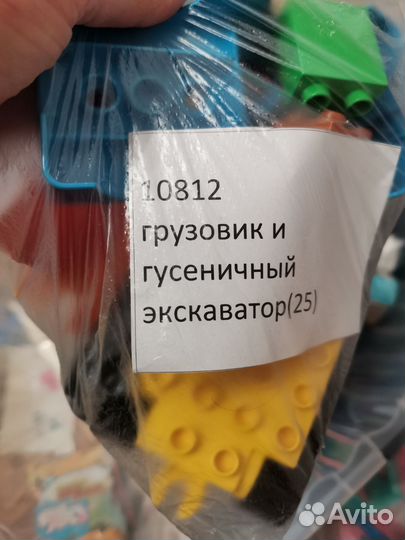 10812
грузовик и
гусеничный
экскаватор(25)
Avito